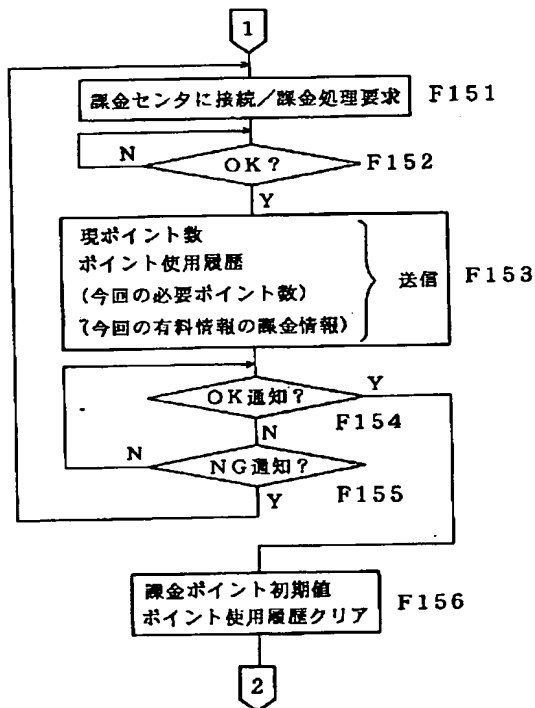 1
課金センタに接続/課金処理要求 F151
N OK? F152
Y
現ポイント数
ポイント使用履歴
(今回の必要ポイント数)
(今回の有料情報の課金情報)
送信 F153
OK通知? Y
F154
N
N NG通知?
F155
Y
課金ポイント初期値
ポイント使用履歴クリア
F156
2